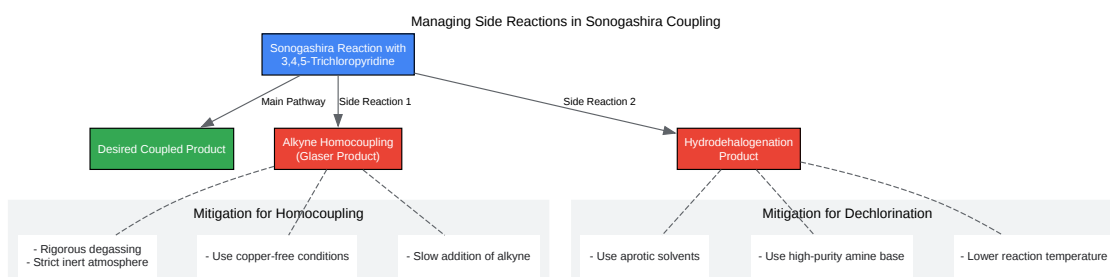 Managing Side Reactions in Sonogashira Coupling
Sonogashira Reaction with
3,4,5-Trichloropyridine
Main Pathway
Side Reaction 1
Side Reaction 2
Desired Coupled Product
Alkyne Homocoupling
(Glaser Product)
Hydrodehalogenation
Product
Mitigation for Homocoupling
- Rigorous degassing
- Strict inert atmosphere
- Use copper-free conditions
- Slow addition of alkyne
Mitigation for Dechlorination
- Use aprotic solvents
- Use high-purity amine base
- Lower reaction temperature